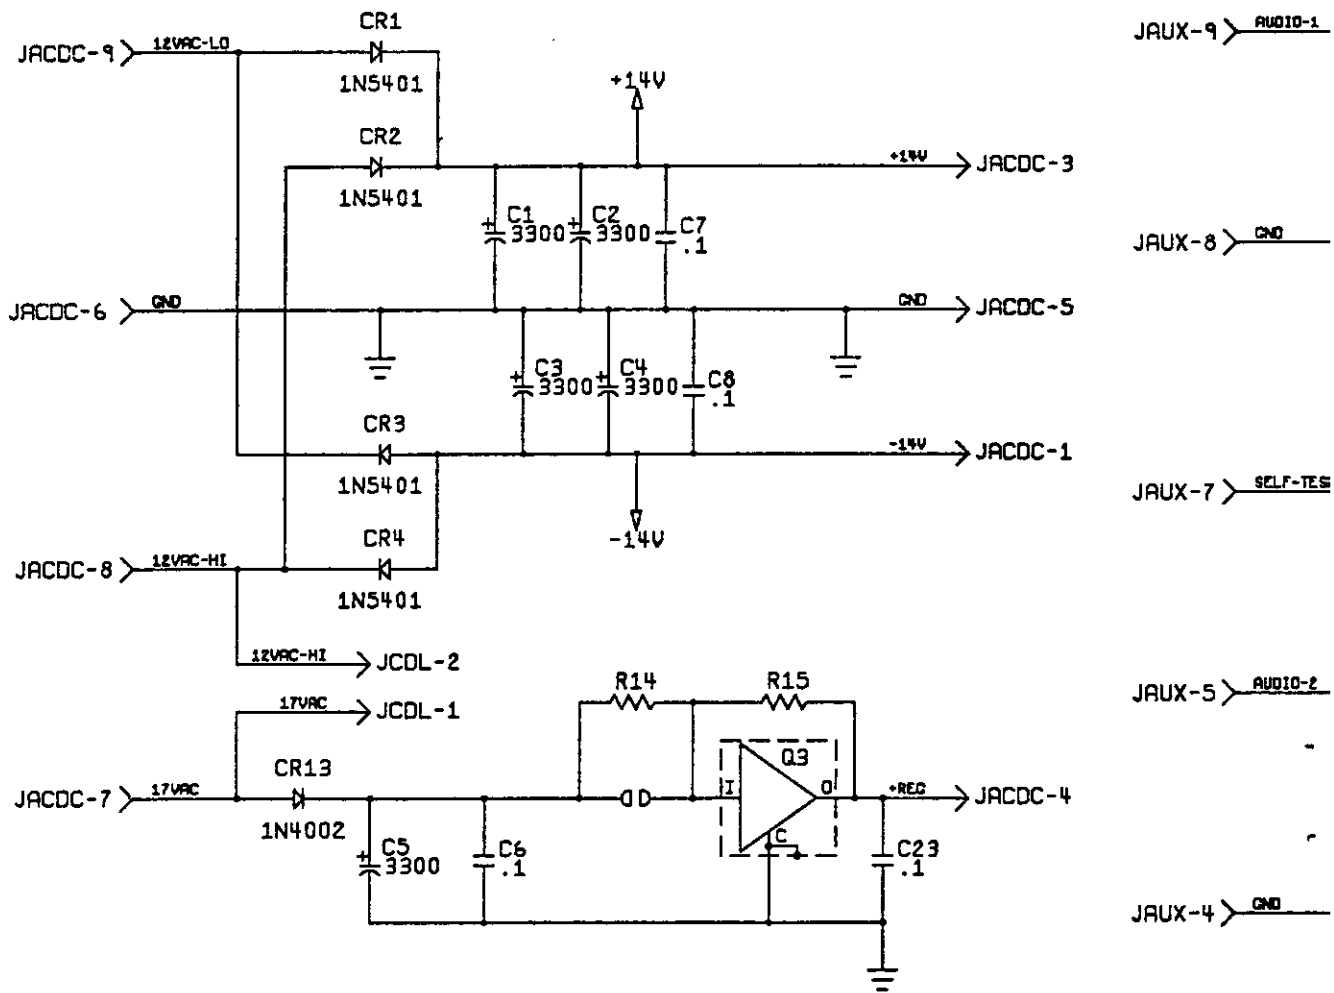 CR1
JACDC-9
12VAC-LO
1N5401
+14V
JAUX-9
AUDIO-1
CR2
1N5401
+14V
JACDC-3
+ C1
3300
+ C2
3300
C7
.1
JAUX-8
GND
JACDC-6
GND
GND
JACDC-5
+ C3
3300
+ C4
3300
C8
.1
CR3
1N5401
-14V
JACDC-1
JAUX-7
SELF-TES
-14V
CR4
JACDC-8
12VAC-HI
1N5401
12VAC-HI
JCDL-2
17VAC
JCDL-1
R14
R15
JAUX-5
AUDIO-2
Q3
JACDC-7
17VAC
CR13
1N4002
I
O
C
+REG
JACDC-4
+ C5
3300
C6
.1
C23
.1
JAUX-4
GND